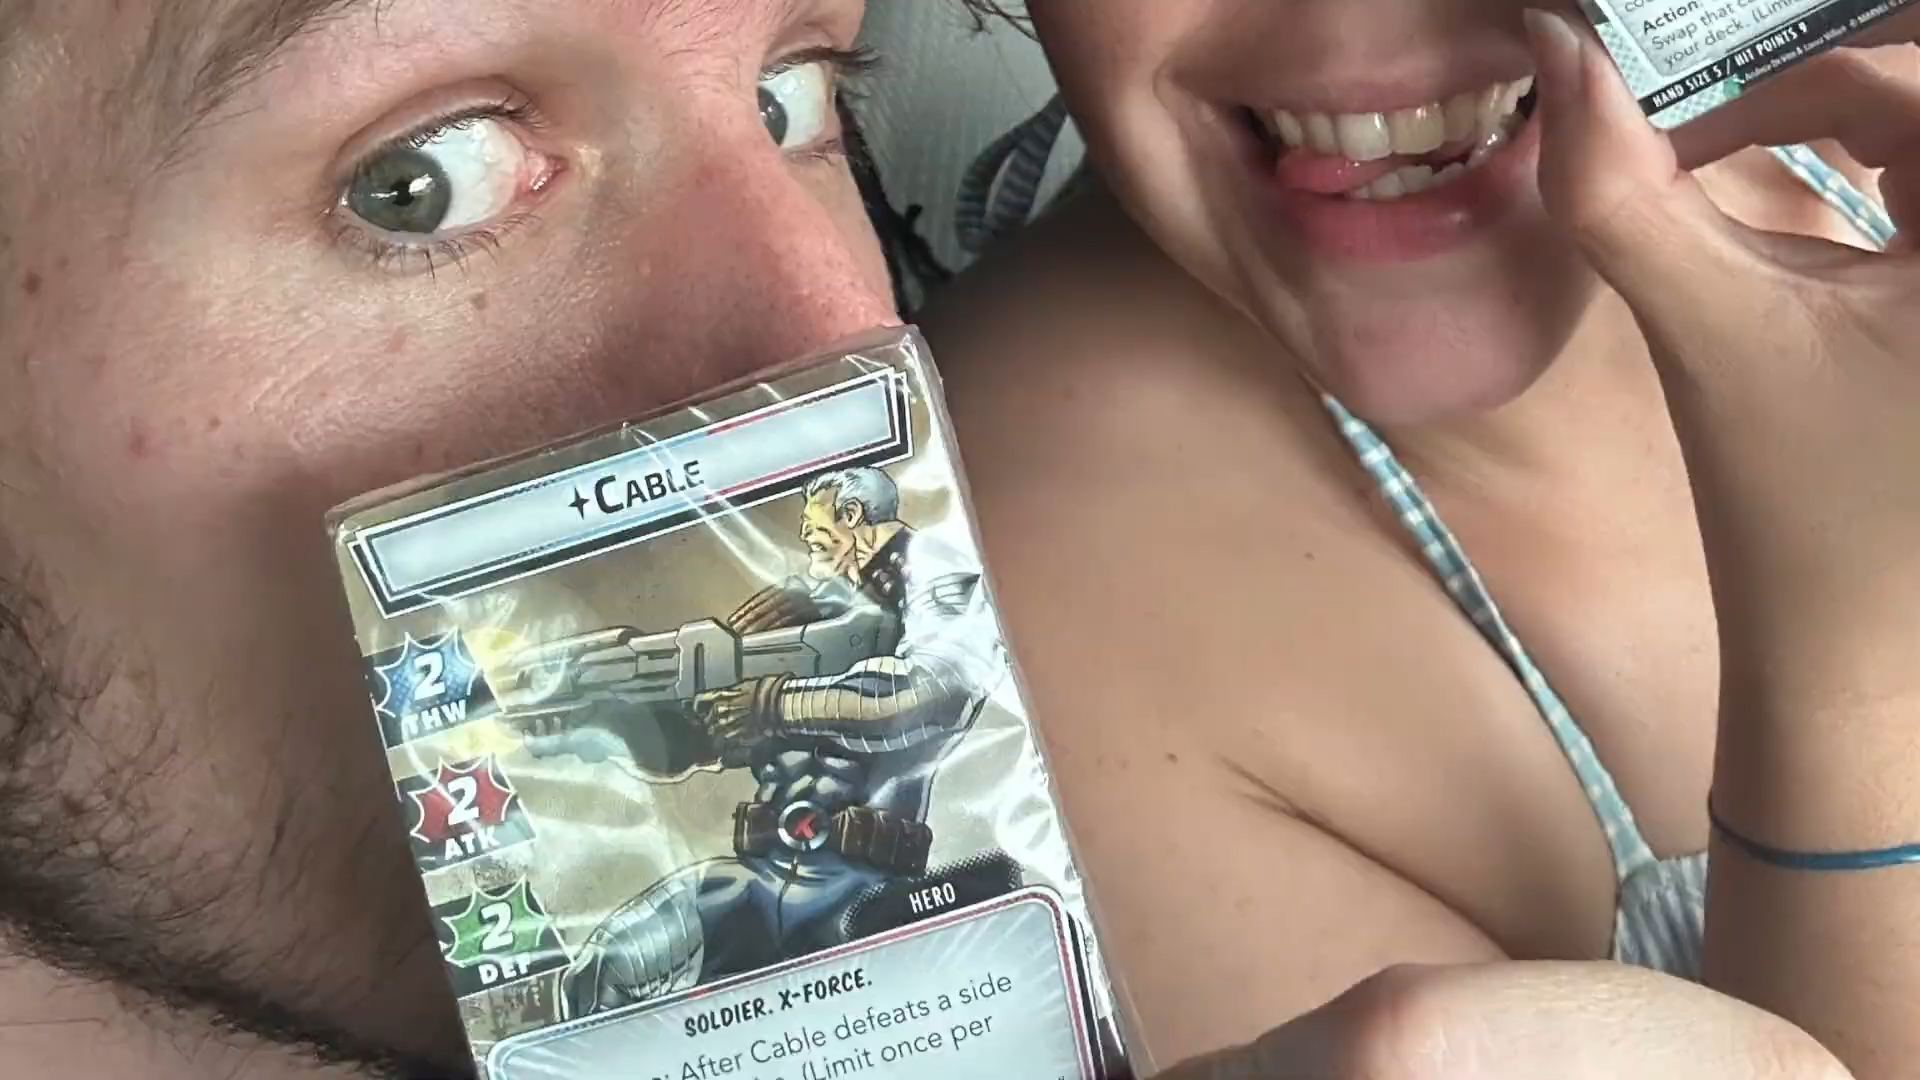 Action:
Swap that
your deck. (Limi
HAND SIZE 5 / HIT POINTS 9
CABLE
2
THW
2
ATK
2
DEF
HERO
SOLDIER. X-FORCE.
: After Cable defeats a side
(Limit once per